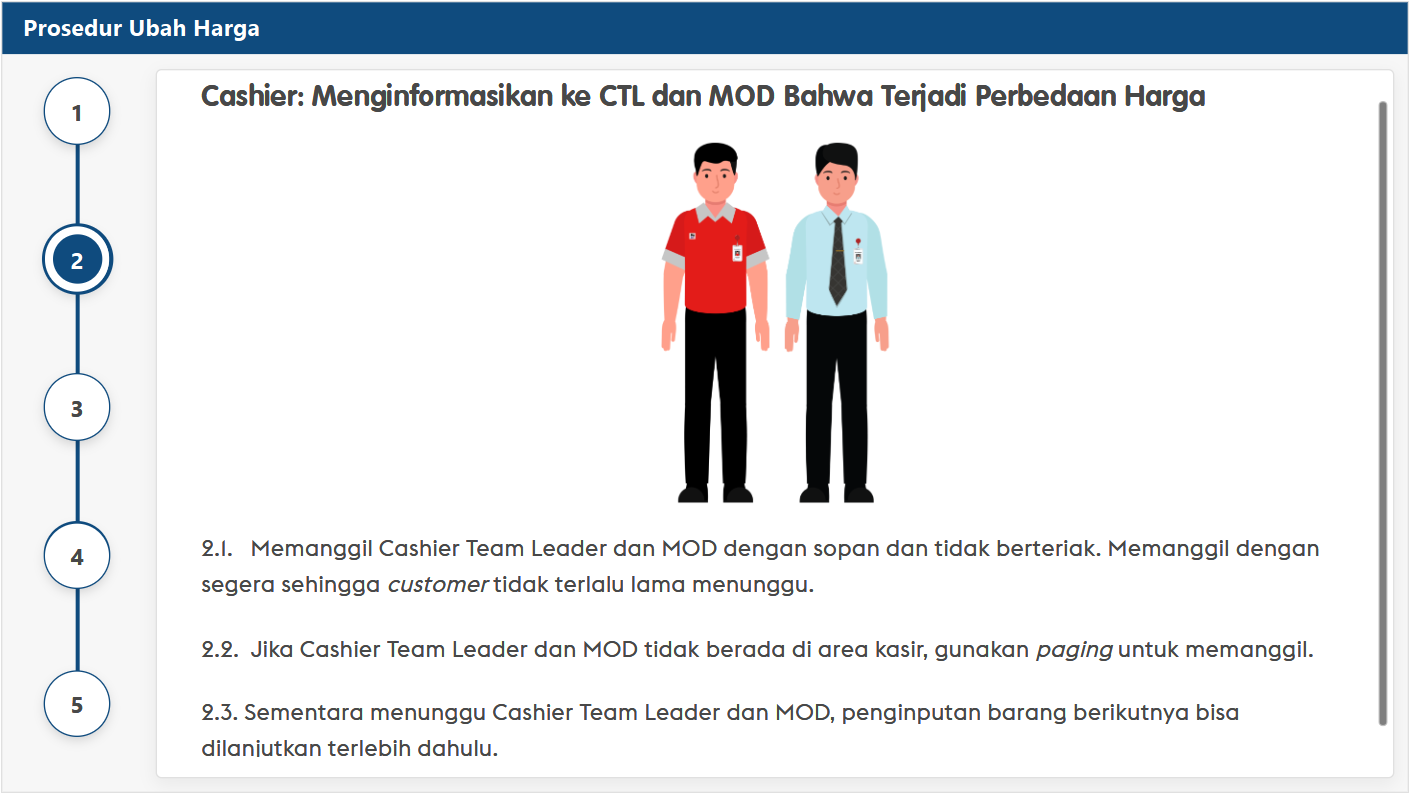 Prosedur Ubah Harga
1
2
3
4
5
Cashier: Menginformasikan ke CTL dan MOD Bahwa Terjadi Perbedaan Harga
2.1. Memanggil Cashier Team Leader dan MOD dengan sopan dan tidak berteriak. Memanggil dengan
segera sehingga customer tidak terlalu lama menunggu.
2.2. Jika Cashier Team Leader dan MOD tidak berada di area kasir, gunakan paging untuk memanggil.
2.3. Sementara menunggu Cashier Team Leader dan MOD, penginputan barang berikutnya bisa
dilanjutkan terlebih dahulu.